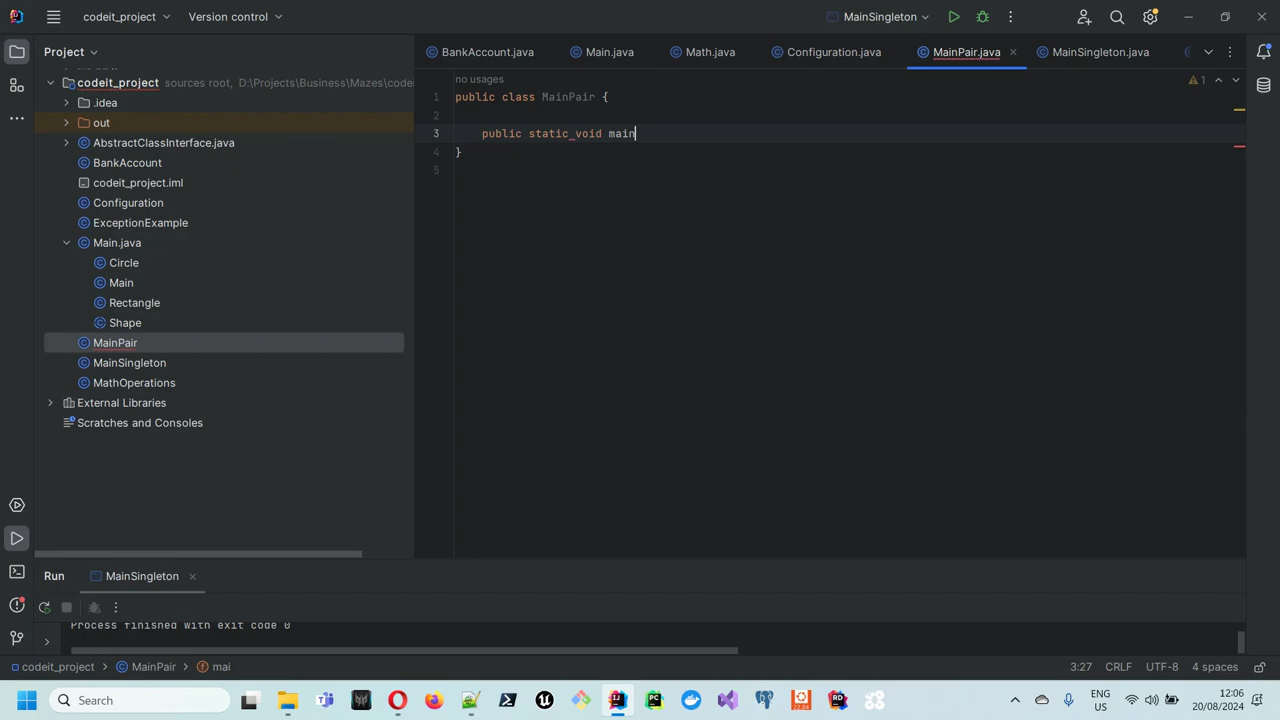 codeit_project
Version control
MainSingleton
Project
BankAccount.java
Main.java
Math.java
Configuration.java
MainPair.java
MainSingleton.java
codeit_project sources root, D:\Projects\Business\Mazes\codei
.idea
out
AbstractClassInterface.java
BankAccount
codeit_project.iml
Configuration
ExceptionExample
Main.java
Circle
Main
Rectangle
Shape
MainPair
MainSingleton
MathOperations
External Libraries
Scratches and Consoles
no usages
1
1 public class MainPair {
2
3 public static_void main
4 }
5
Run
MainSingleton
Process finished with exit code 0
codeit_project
MainPair
mai
3:27
CRLF
UTF-8
4 spaces
Search
ENG
US
12:06
20/08/2024